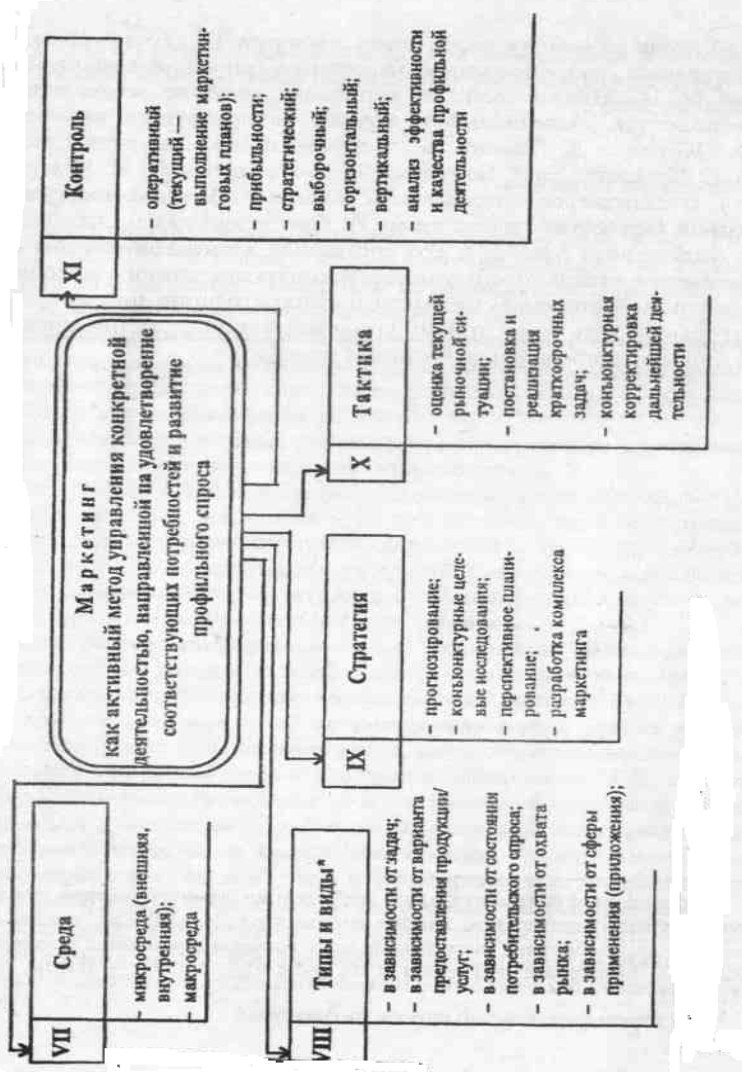 Маркетинг
как активный метод управления конкретной
деятельностью, направленной на удовлетворение
соответствующих потребностей и развитие
профильного спроса
VII Среда
– микросреда (внешняя,
внутренняя);
– макросреда
VIII Типы и виды*
– в зависимости от задач;
– в зависимости от варианта
предоставления продукции/
услуг;
– в зависимости от состояния
потребительского спроса;
– в зависимости от охвата
рынка;
– в зависимости от сферы
применения (приложения);
IX Стратегия
– прогнозирование;
– конъюнктурные целе-
вые исследования;
– перспективное плани-
рование;
– разработка комплекса
маркетинга
X Тактика
– оценка текущей
рыночной си-
туации;
– постановка и
реализация
краткосрочных
задач;
– конъюнктурная
корректировка
дальнейшей дея-
тельности
XI Контроль
– оперативный
(текущий —
выполнение маркетин-
говых планов);
– прибыльности;
– стратегический;
– выборочный;
– горизонтальный;
– вертикальный;
– анализ эффективности
и качества профильной
деятельности